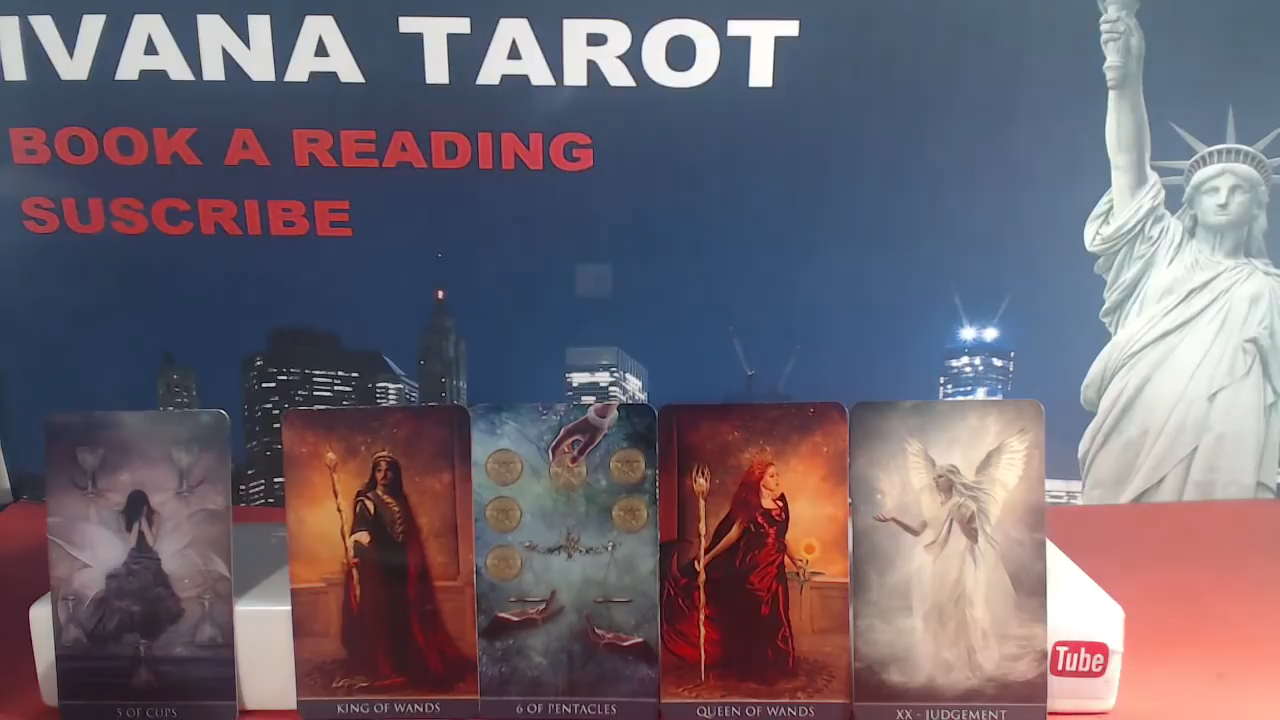 IVANA TAROT
BOOK A READING
SUSCRIBE
5 OF CUPS
KING OF WANDS
6 OF PENTACLES
QUEEN OF WANDS
XX - JUDGEMENT
Tube